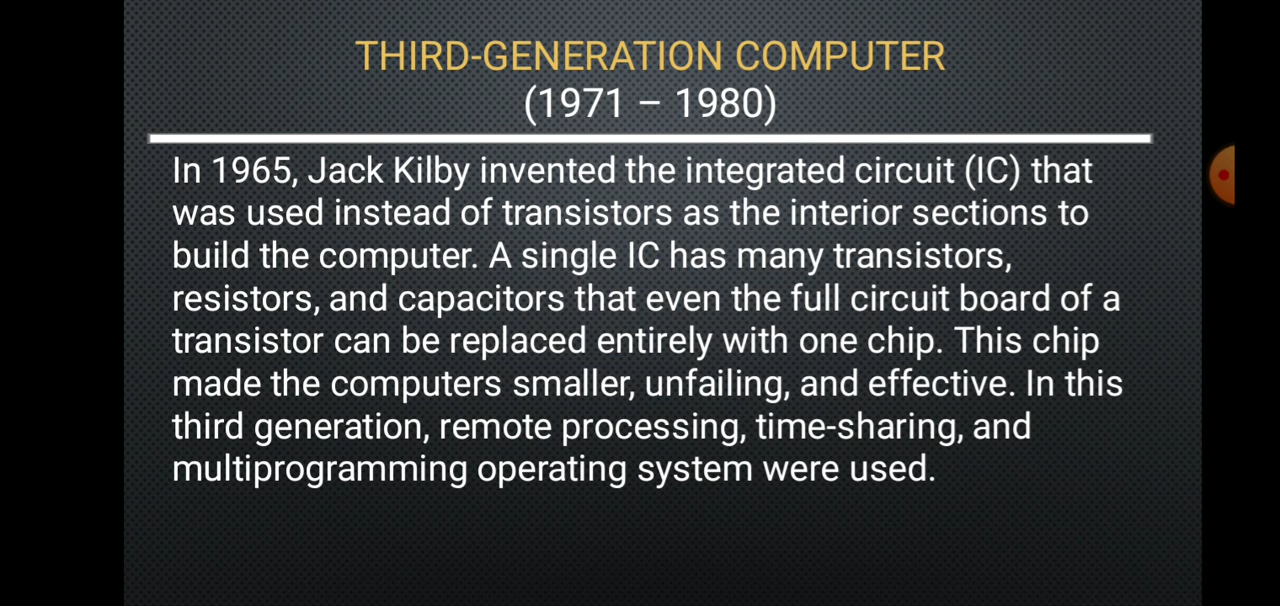 THIRD-GENERATION COMPUTER
(1971 – 1980)
In 1965, Jack Kilby invented the integrated circuit (IC) that
was used instead of transistors as the interior sections to
build the computer. A single IC has many transistors,
resistors, and capacitors that even the full circuit board of a
transistor can be replaced entirely with one chip. This chip
made the computers smaller, unfailing, and effective. In this
third generation, remote processing, time-sharing, and
multiprogramming operating system were used.